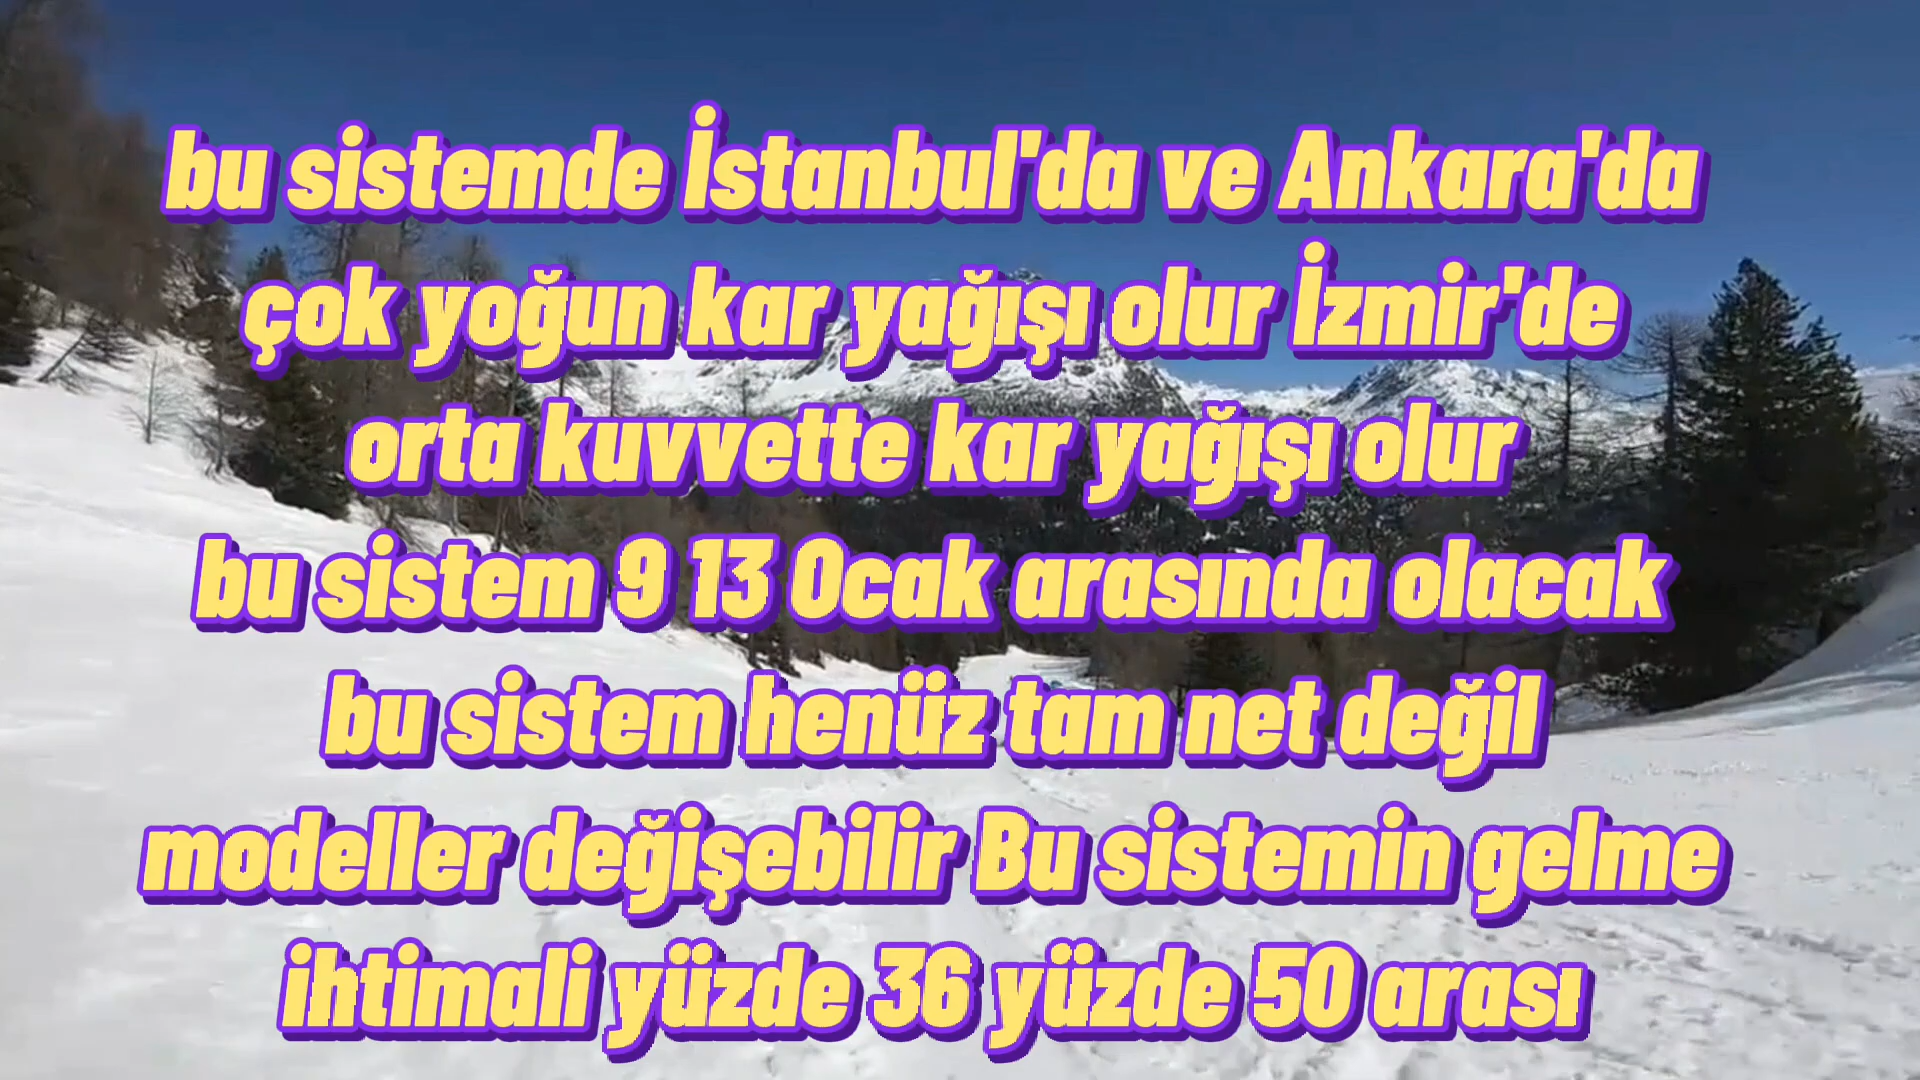 bu sistemde İstanbul'da ve Ankara'da
çok yoğun kar yağışı olur İzmir'de
orta kuvvette kar yağışı olur
bu sistem 9 13 Ocak arasında olacak
bu sistem henüz tam net değil
modeller değişebilir Bu sistemin gelme
ihtimali yüzde 36 yüzde 50 arası